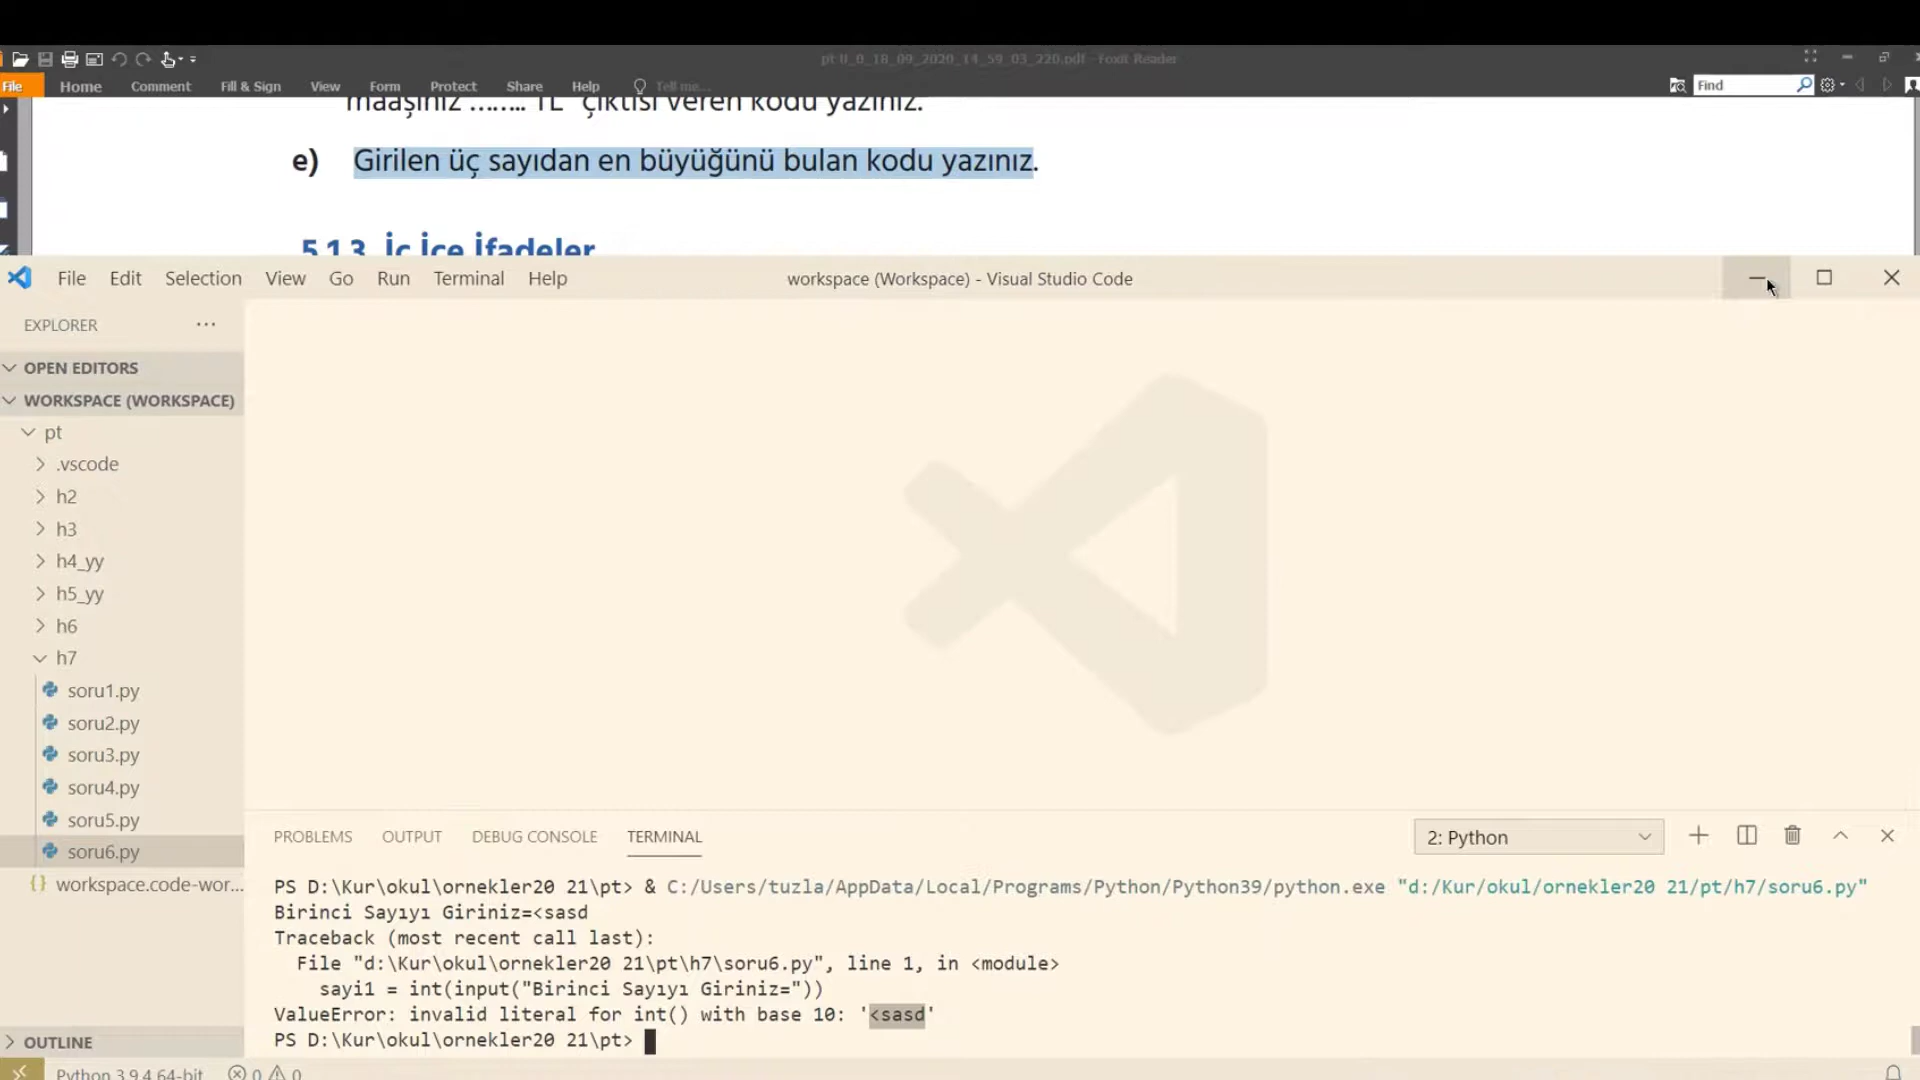 pt II_0_18_09_2020_14_59_03_220.pdf - Foxit Reader
File Home Comment Fill & Sign View Form Protect Share Help Tell me... Find
maaşınız …….. TL" çıktısı veren kodu yazınız.
e) Girilen üç sayıdan en büyüğünü bulan kodu yazınız.
5.1.3. İç İçe İfadeler
File Edit Selection View Go Run Terminal Help workspace (Workspace) - Visual Studio Code
EXPLORER ...
OPEN EDITORS
WORKSPACE (WORKSPACE)
pt
.vscode
h2
h3
h4_yy
h5_yy
h6
h7
soru1.py
soru2.py
soru3.py
soru4.py
soru5.py
soru6.py
{} workspace.code-wor...
OUTLINE
PROBLEMS OUTPUT DEBUG CONSOLE TERMINAL 2: Python
PS D:\Kur\okul\ornekler20 21\pt> & C:/Users/tuzla/AppData/Local/Programs/Python/Python39/python.exe "d:/Kur/okul/ornekler20 21/pt/h7/soru6.py"
Birinci Sayıyı Giriniz=<sasd
Traceback (most recent call last):
File "d:\Kur\okul\ornekler20 21\pt\h7\soru6.py", line 1, in <module>
sayi1 = int(input("Birinci Sayıyı Giriniz="))
ValueError: invalid literal for int() with base 10: '<sasd'
PS D:\Kur\okul\ornekler20 21\pt>
Python 3.9.4 64-bit 0 0